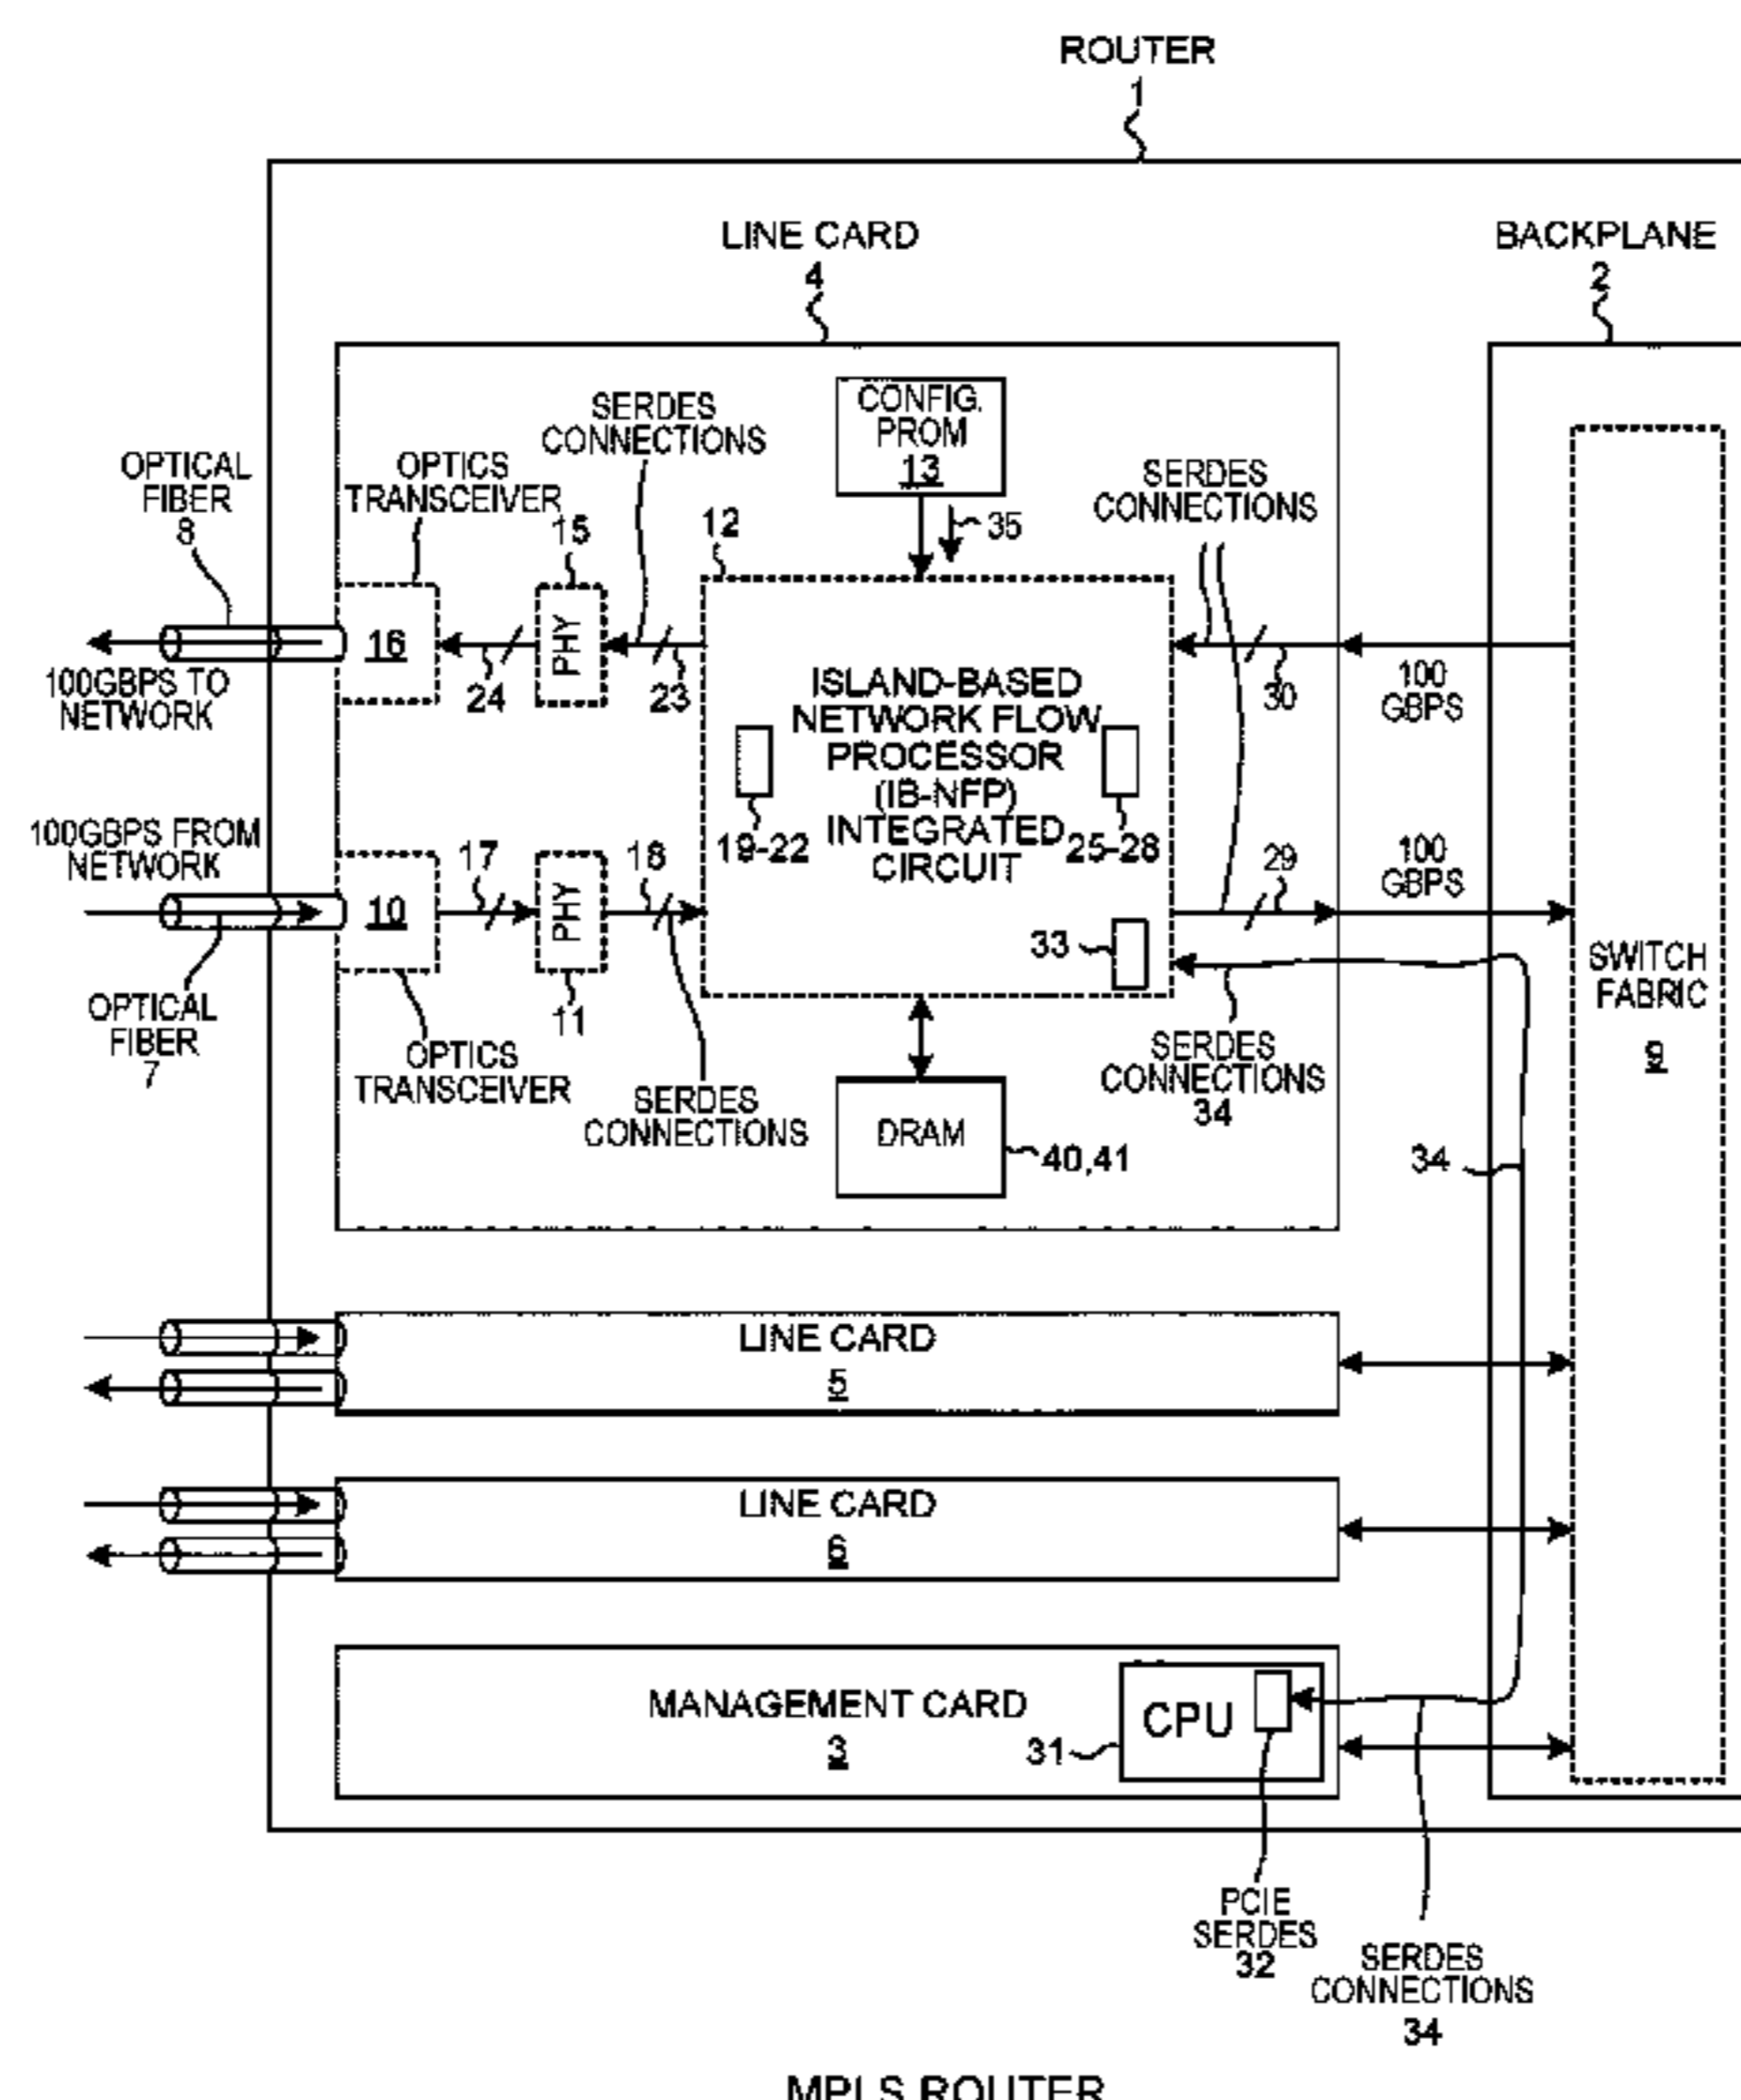 ROUTER
1
LINE CARD
4
BACKPLANE
2
CONFIG.
PROM
13
35
SERDES
CONNECTIONS
OPTICAL
FIBER
8
OPTICS
TRANSCEIVER
15
12
SERDES
CONNECTIONS
16
PHY
24
23
100GBPS TO
NETWORK
ISLAND-BASED
NETWORK FLOW
PROCESSOR
(IB-NFP)
INTEGRATED
CIRCUIT
19-22
25-28
30
100
GBPS
100GBPS FROM
NETWORK
17
18
10
PHY
11
29
100
GBPS
33
OPTICAL
FIBER
7
OPTICS
TRANSCEIVER
SERDES
CONNECTIONS
SERDES
CONNECTIONS
34
DRAM
40,41
34
SWITCH
FABRIC
9
LINE CARD
5
LINE CARD
6
MANAGEMENT CARD
3
31
CPU
PCIE
SERDES
32
SERDES
CONNECTIONS
34
MPLS ROUTER